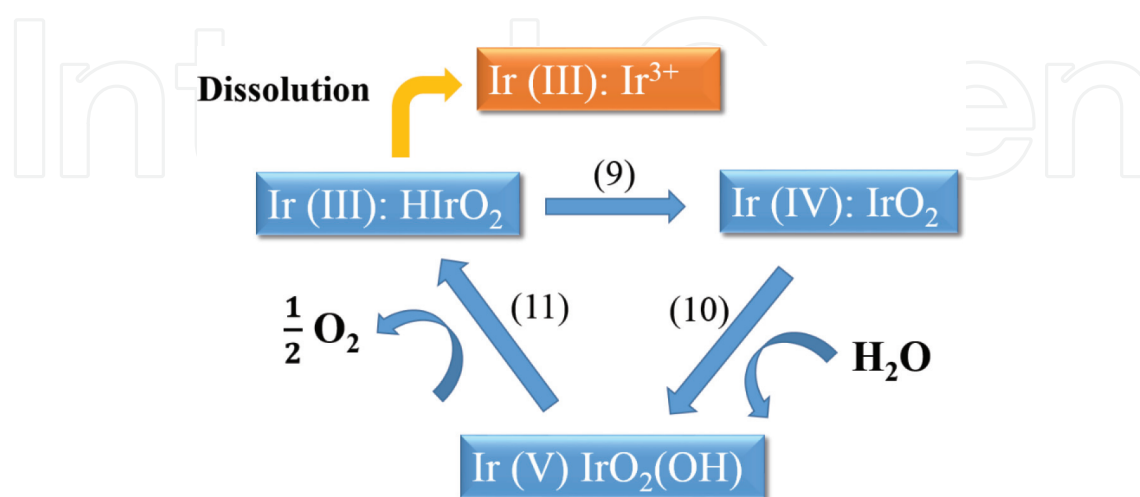 Ir (III): Ir³⁺
Dissolution
(9)
Ir (III): HIrO₂
Ir (IV): IrO₂
(11)
(10)
½ O₂
H₂O
Ir (V) IrO₂(OH)